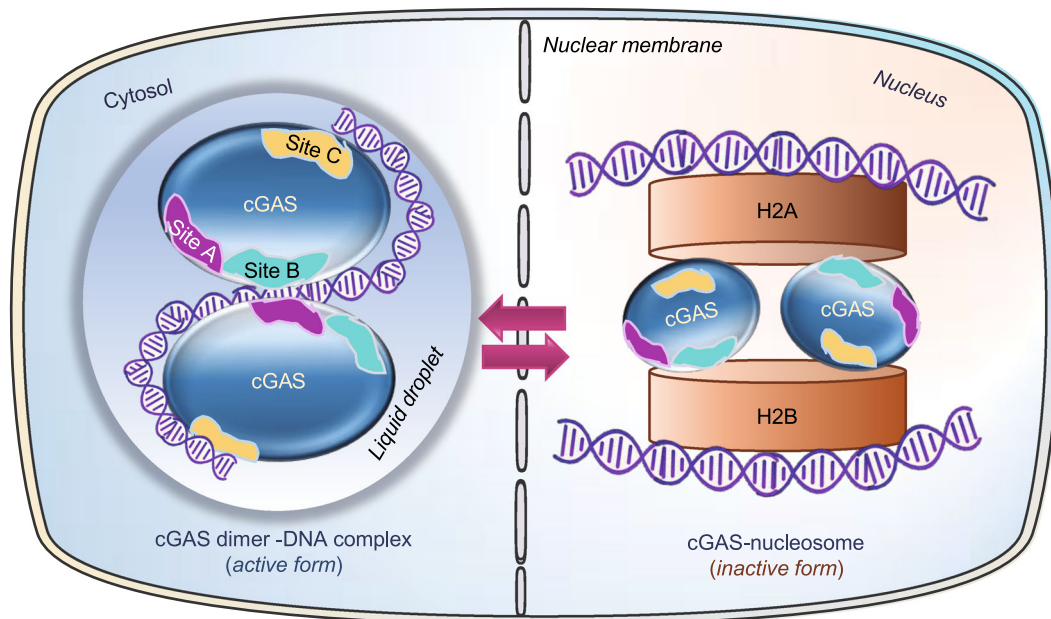 Nuclear membrane
Cytosol
Nucleus
Site C
cGAS
Site A
Site B
cGAS
Liquid droplet
H2A
cGAS
cGAS
H2B
cGAS dimer -DNA complex
(active form)
cGAS-nucleosome
(inactive form)